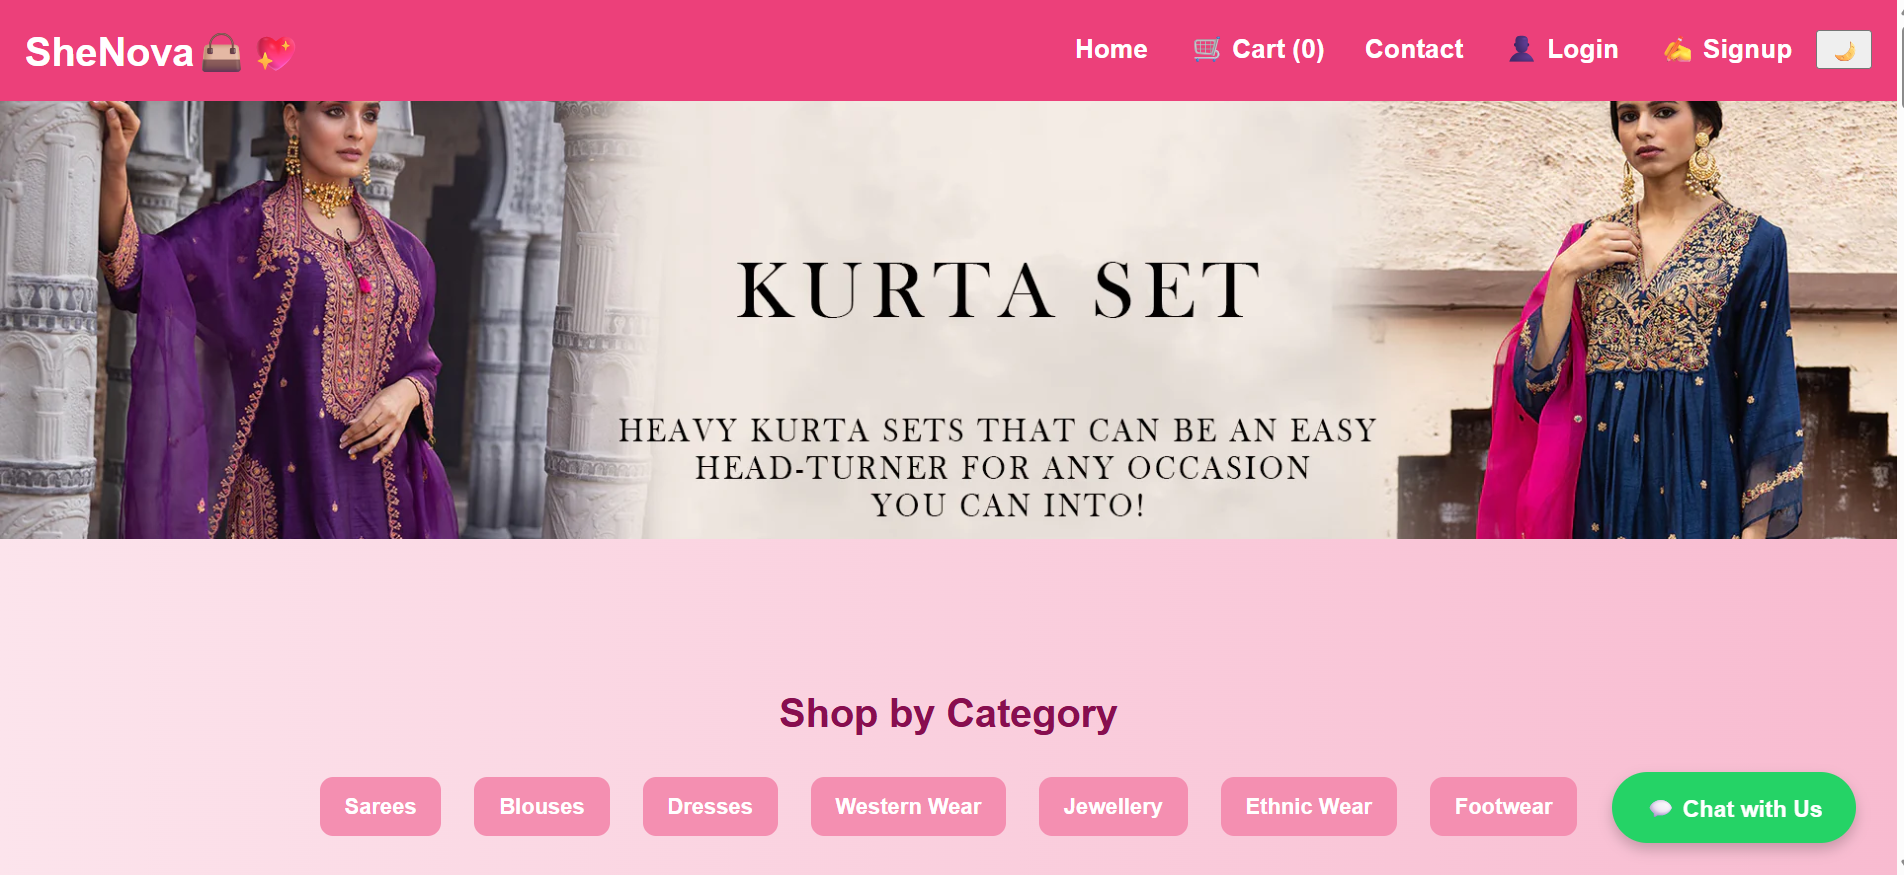 SheNova
Home Cart (0) Contact Login Signup
KURTA SET
HEAVY KURTA SETS THAT CAN BE AN EASY
HEAD-TURNER FOR ANY OCCASION
YOU CAN INTO!
Shop by Category
Sarees Blouses Dresses Western Wear Jewellery Ethnic Wear Footwear
Chat with Us